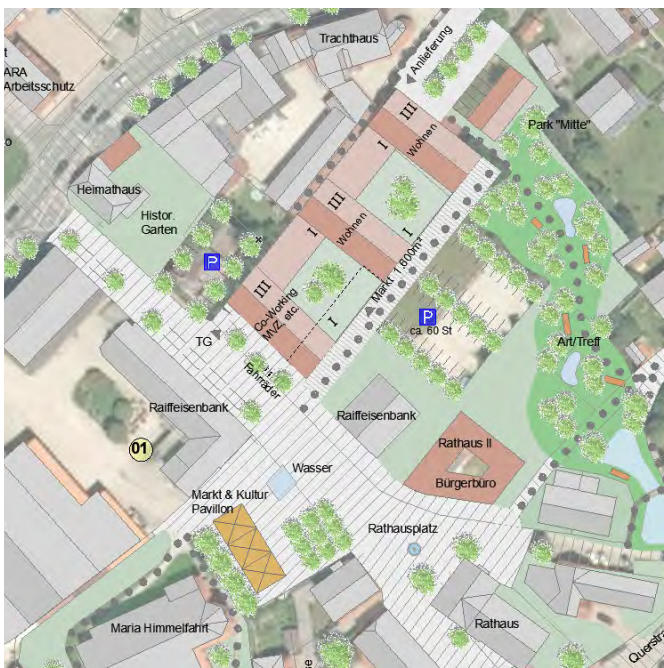 Trachthaus
Anlieferung
t
ARA
Arbeitsschutz
o
Park "Mitte"
III
I
Wohnen
Heimathaus
Histor.
Garten
P
III
I
Wohnen
I
III
Co-Working
MVZ, etc.
I
Markt 1.600m²
P
ca. 60 St
TG
Fahrräder
Art/Treff
Raiffeisenbank
Raiffeisenbank
01
Rathaus II
Bürgerbüro
Wasser
Markt & Kultur
Pavillon
Rathausplatz
Maria Himmelfahrt
Rathaus
Querstra
he